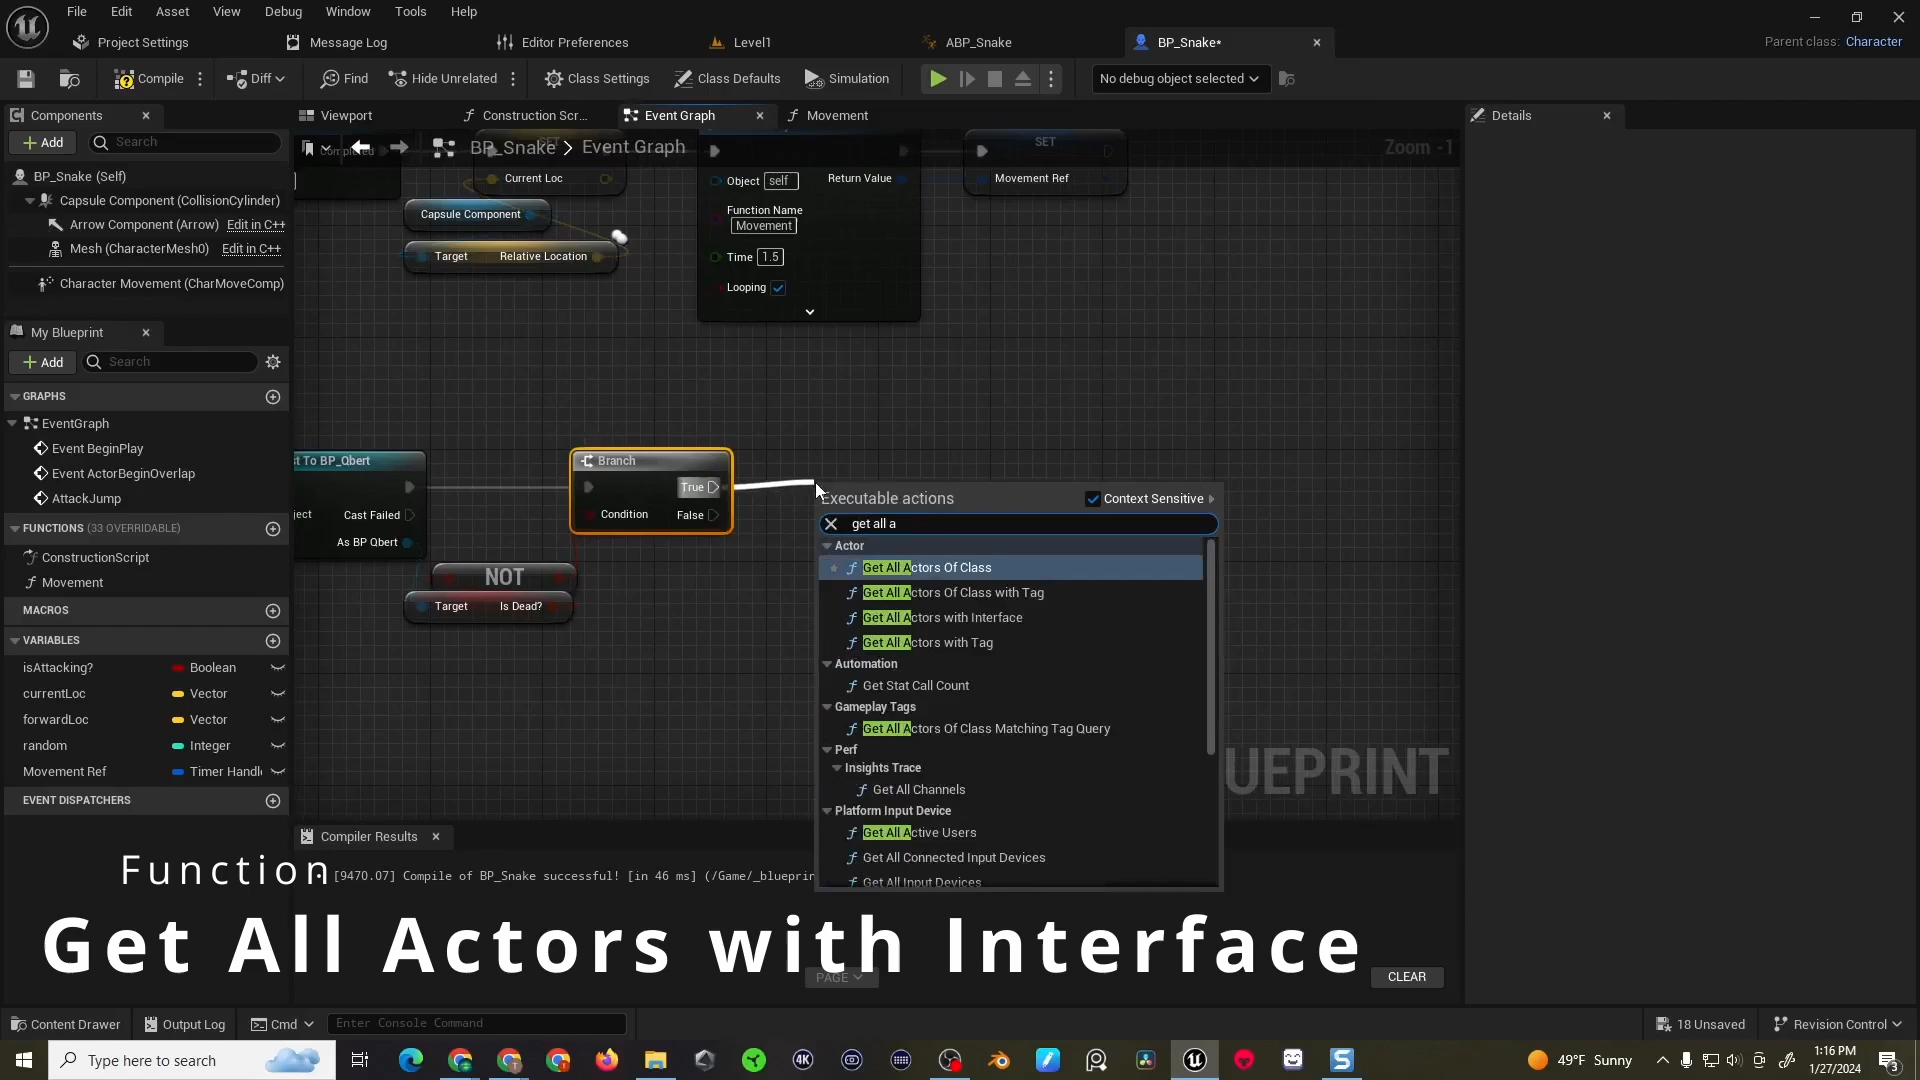 File Edit Asset View Debug Window Tools Help
Project Settings Message Log Editor Preferences Level1 ABP_Snake BP_Snake* Parent class: Character
Compile Diff Find Hide Unrelated Class Settings Class Defaults Simulation No debug object selected
Components
Add Search
BP_Snake (Self)
Capsule Component (CollisionCylinder)
Arrow Component (Arrow) Edit in C++
Mesh (CharacterMesh0) Edit in C++
Character Movement (CharMoveComp)
My Blueprint
Add Search
GRAPHS
EventGraph
Event BeginPlay
Event ActorBeginOverlap
AttackJump
FUNCTIONS (33 OVERRIDABLE)
ConstructionScript
Movement
MACROS
VARIABLES
isAttacking? Boolean
currentLoc Vector
forwardLoc Vector
random Integer
Movement Ref Timer Handl
EVENT DISPATCHERS
Viewport Construction Scr... Event Graph Movement
BP_Snake > Event Graph Zoom -1
Completed
SET
Current Loc
Capsule Component
Target Relative Location
Object self Return Value
Function Name
Movement
Time 1.5
Looping
SET
Movement Ref
st To BP_Qbert
ject Cast Failed
As BP Qbert
Branch
True
Condition False
NOT
Target Is Dead?
Executable actions Context Sensitive
get all a
Actor
Get All Actors Of Class
Get All Actors Of Class with Tag
Get All Actors with Interface
Get All Actors with Tag
Automation
Get Stat Call Count
Gameplay Tags
Get All Actors Of Class Matching Tag Query
Perf
Insights Trace
Get All Channels
Platform Input Device
Get All Active Users
Get All Connected Input Devices
Get All Input Devices
UEPRINT
Details
Compiler Results
[9470.07] Compile of BP_Snake successful! [in 46 ms] (/Game/_blueprin
Function
Get All Actors with Interface
PAGE CLEAR
Content Drawer Output Log Cmd Enter Console Command 18 Unsaved Revision Control
Type here to search 4K 49°F Sunny 1:16 PM
1/27/2024 3